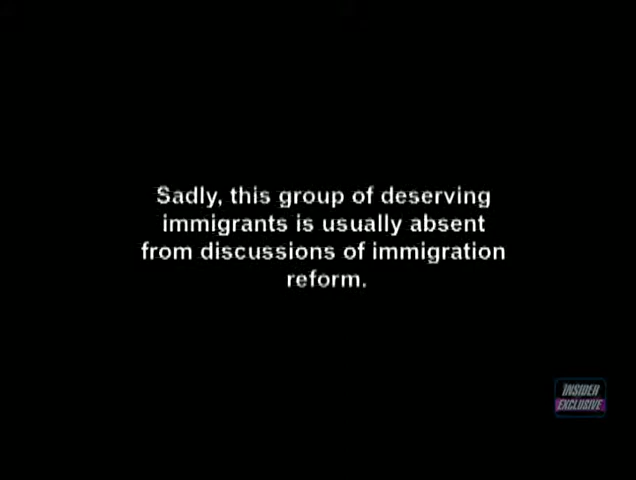 Sadly, this group of deserving
immigrants is usually absent
from discussions of immigration
reform.
INSIDER
EXCLUSIVE